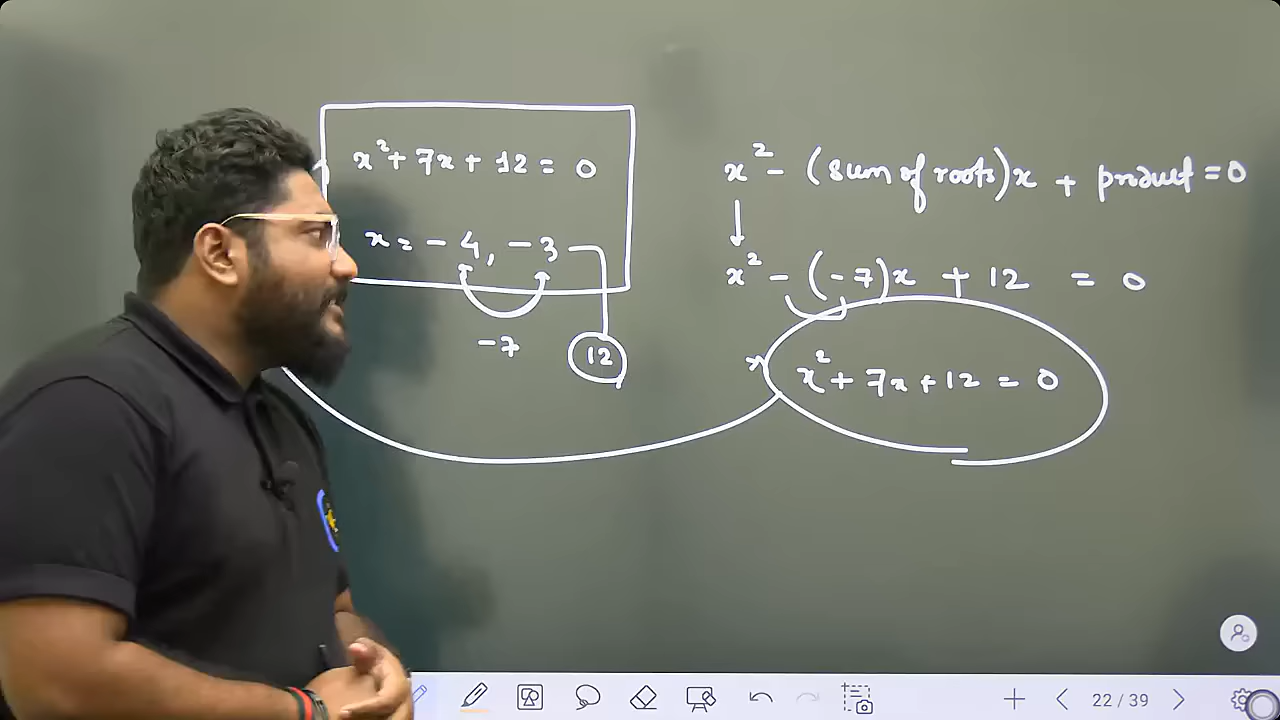 x² + 7x + 12 = 0
x = -4, -3
-7
12
x² - (sum of roots)x + product = 0
x² - (-7)x + 12 = 0
x² + 7x + 12 = 0
22 / 39